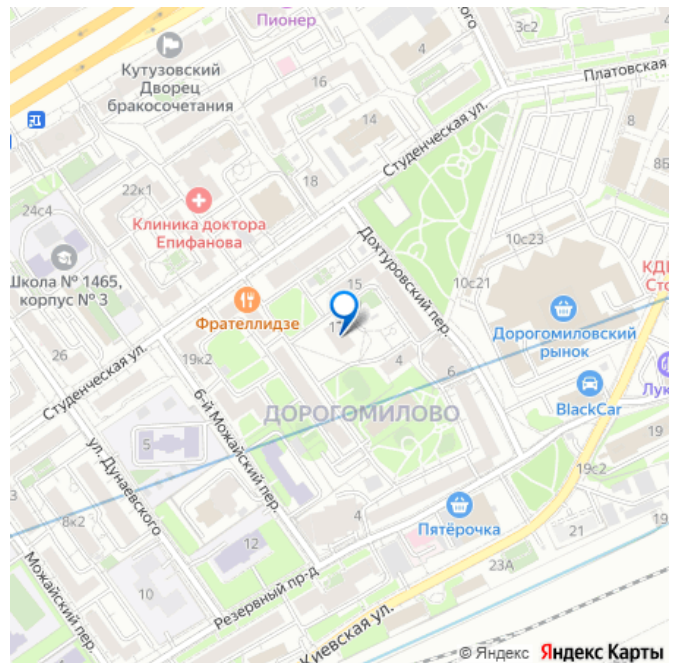 Пионер
3с2
Кутузовский
Дворец
бракосочетания
4
Платовская
16
14
8
Студенческая ул.
18
8Б
22к1
24с4
Клиника доктора
Епифанова
Школа № 1465,
корпус № 3
Дохтуровский пер.
10с23
10с21
15
Фрателлидзе
Дорогомиловский
рынок
26
19к2
4
6
BlackCar
Студенческая ул.
6-й Можайский пер.
ДОРОГОМИЛОВО
19
5
19с2
ул. Дунаевского
3
8к2
4
Пятёрочка
21
12
23А
10
Резервный пр-д
Можайский пер.
Киевская ул.
© Яндекс Яндекс Карты